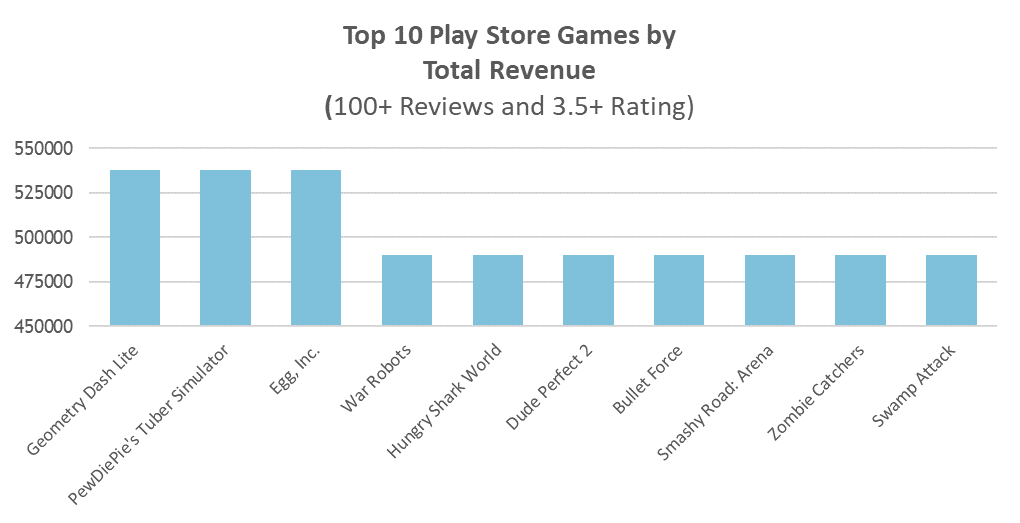 Top 10 Play Store Games by
Total Revenue
(100+ Reviews and 3.5+ Rating)
550000
525000
500000
475000
450000
Geometry Dash Lite
PewDiePie's Tuber Simulator
Egg, Inc.
War Robots
Hungry Shark World
Dude Perfect 2
Bullet Force
Smashy Road: Arena
Zombie Catchers
Swamp Attack